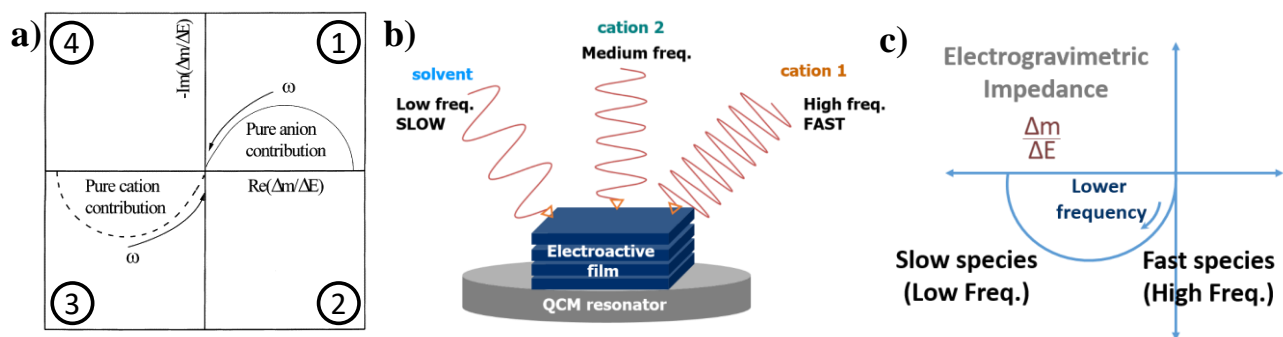 a)
4
1
-Im(Δm/ΔE)
ω
Pure anion
contribution
Pure cation
contribution
Re(Δm/ΔE)
ω
3
2
b)
cation 2
Medium freq.
solvent
Low freq.
SLOW
cation 1
High freq.
FAST
Electroactive
film
QCM resonator
c)
Electrogravimetric
Impedance
Δm
ΔE
Lower
frequency
Slow species
(Low Freq.)
Fast species
(High Freq.)